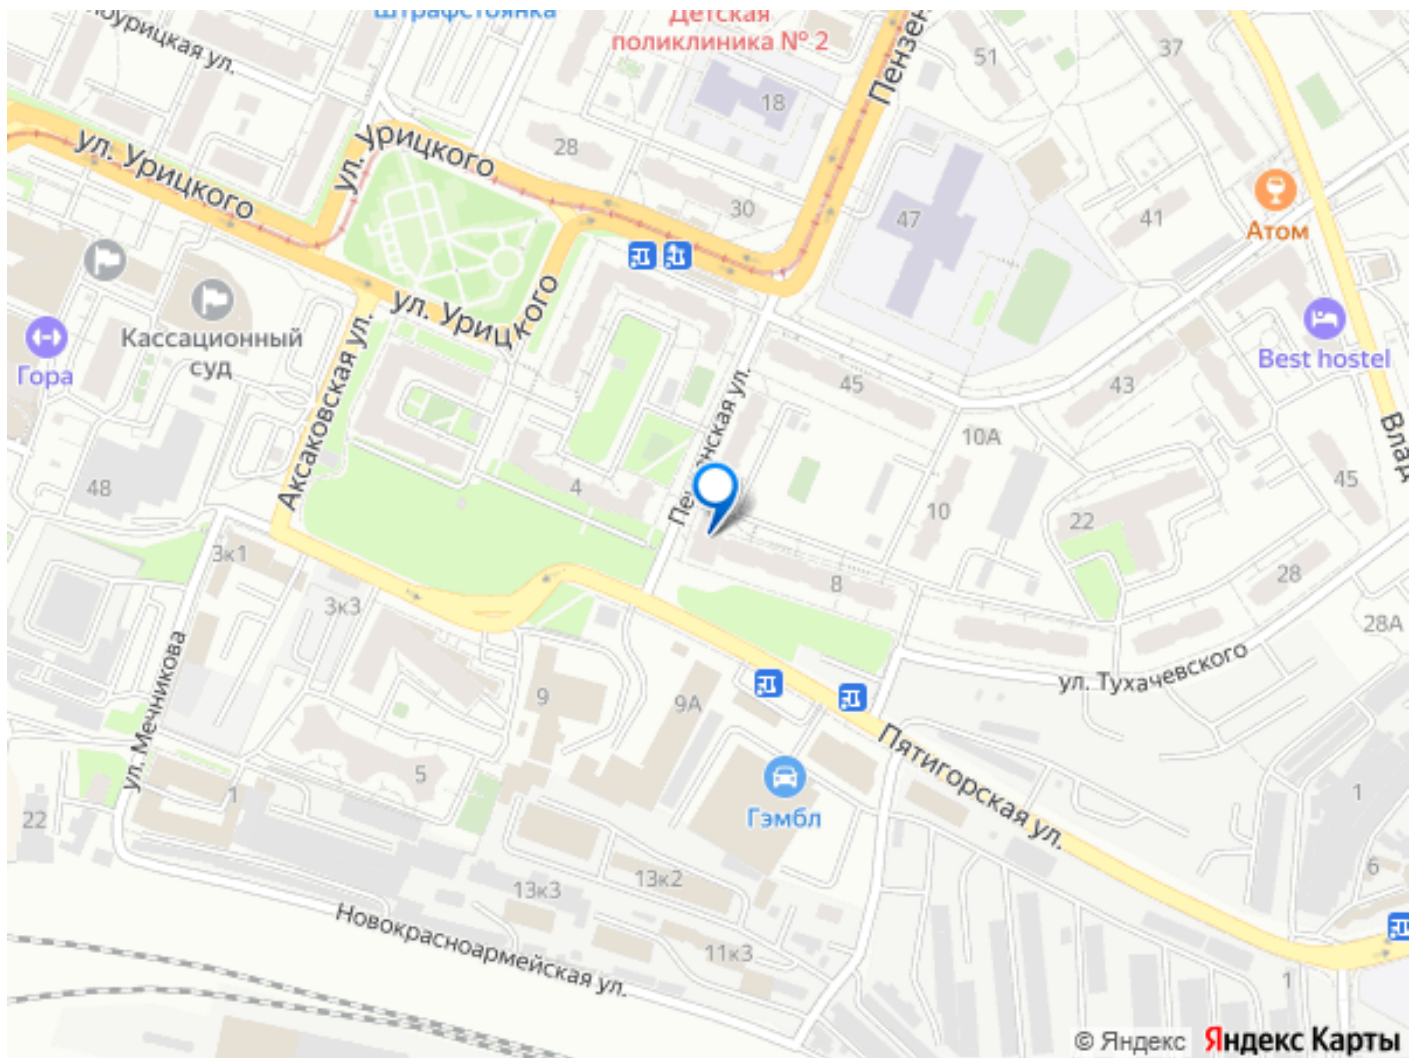 ШТРАФСТОЯНКА
Детская
поликлиника № 2
ул.
Пензен
51
37
18
28
ул. Урицкого
ул. Урицкого
30
47
41
Атом
ул. Урицкого
Кассационный
суд
Гора
Аксаковская ул.
Best hostel
45
43
10А
Влад
48
4
10
22
45
3к1
8
28
3к3
28А
ул. Мечникова
ул. Тухачевского
9
9А
Пятигорская ул.
5
1
22
Гэмбл
1
6
13к3
13к2
Новокрасноармейская ул.
11к3
1
© Яндекс Яндекс Карты